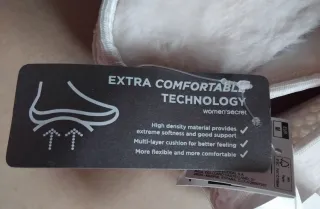 EXTRA COMFORTABLE
TECHNOLOGY
women'secret
High density material provides
extreme softness and good support
Multi-layer cushion for better feeling
More flexible and more comfortable